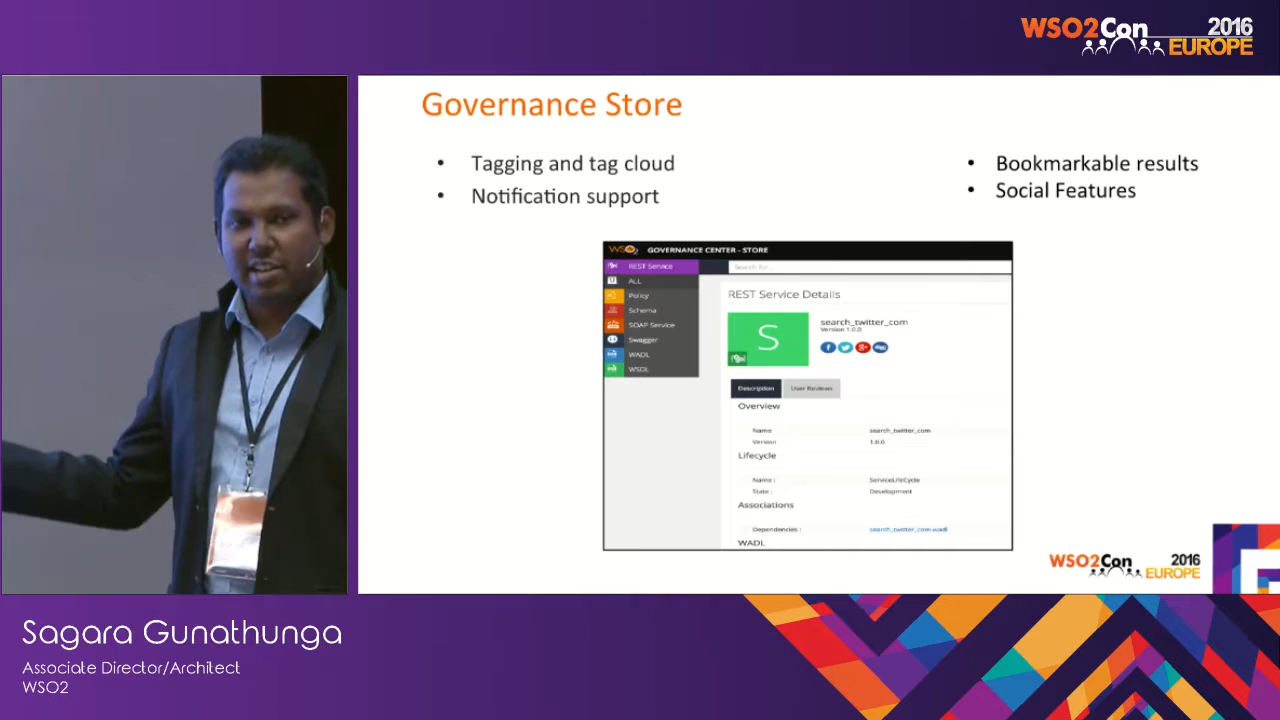 WSO2Con 2016
EUROPE
Governance Store
• Tagging and tag cloud
• Notification support
• Bookmarkable results
• Social Features
WSO2 GOVERNANCE CENTER - STORE
REST Service
Search for...
ALL
Policy
Schema
SOAP Service
Swagger
WADL
WSDL
REST Service Details
S
search_twitter_com
Version 1.0.0
Description
User Reviews
Overview
Name search_twitter_com
Version 1.0.0
Lifecycle
Name : ServiceLifeCycle
State : Development
Associations
Dependencies : search_twitter_com.wadl
WADL
WSO2Con 2016
EUROPE
Sagara Gunathunga
Associate Director/Architect
WSO2